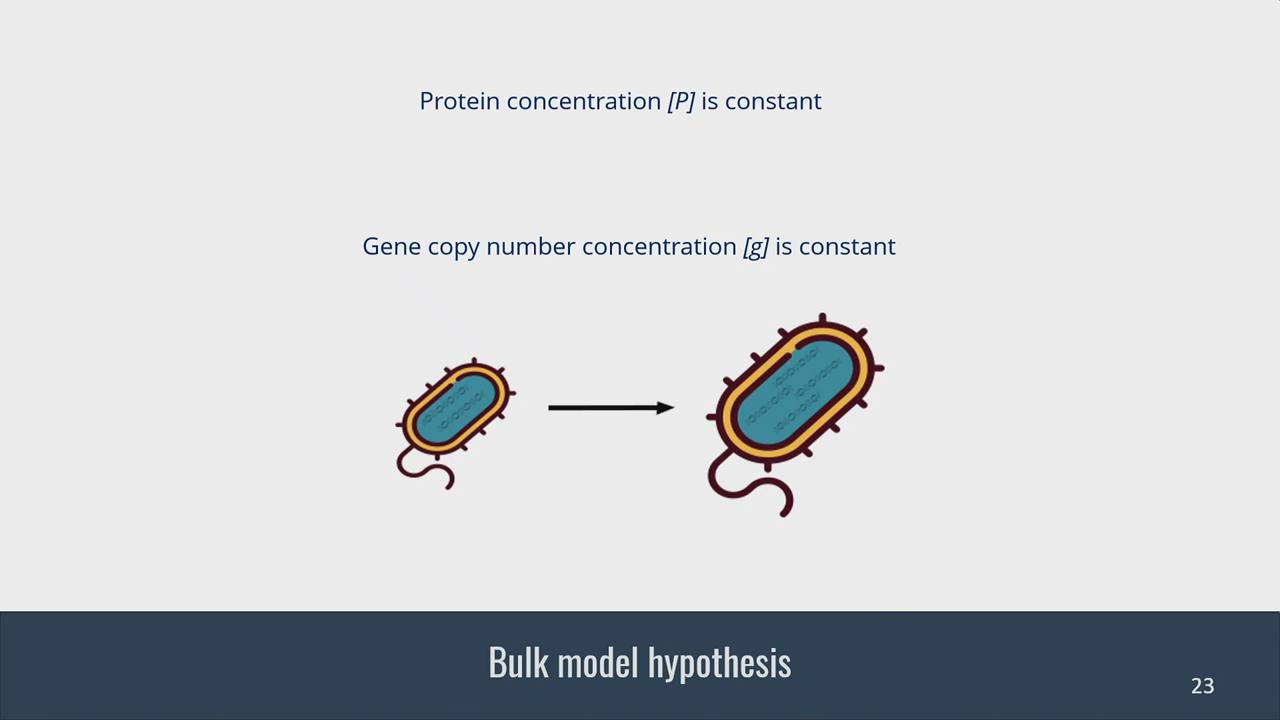 Protein concentration [P] is constant
Gene copy number concentration [g] is constant
Bulk model hypothesis
23